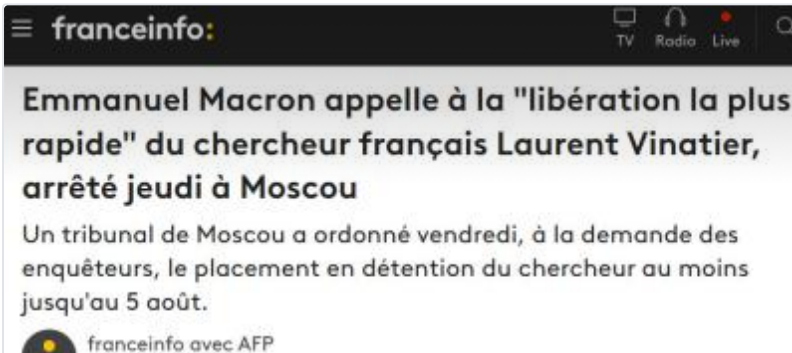 franceinfo:
TV Radio Live
Emmanuel Macron appelle à la "libération la plus
rapide" du chercheur français Laurent Vinatier,
arrêté jeudi à Moscou
Un tribunal de Moscou a ordonné vendredi, à la demande des
enquêteurs, le placement en détention du chercheur au moins
jusqu'au 5 août.
franceinfo avec AFP